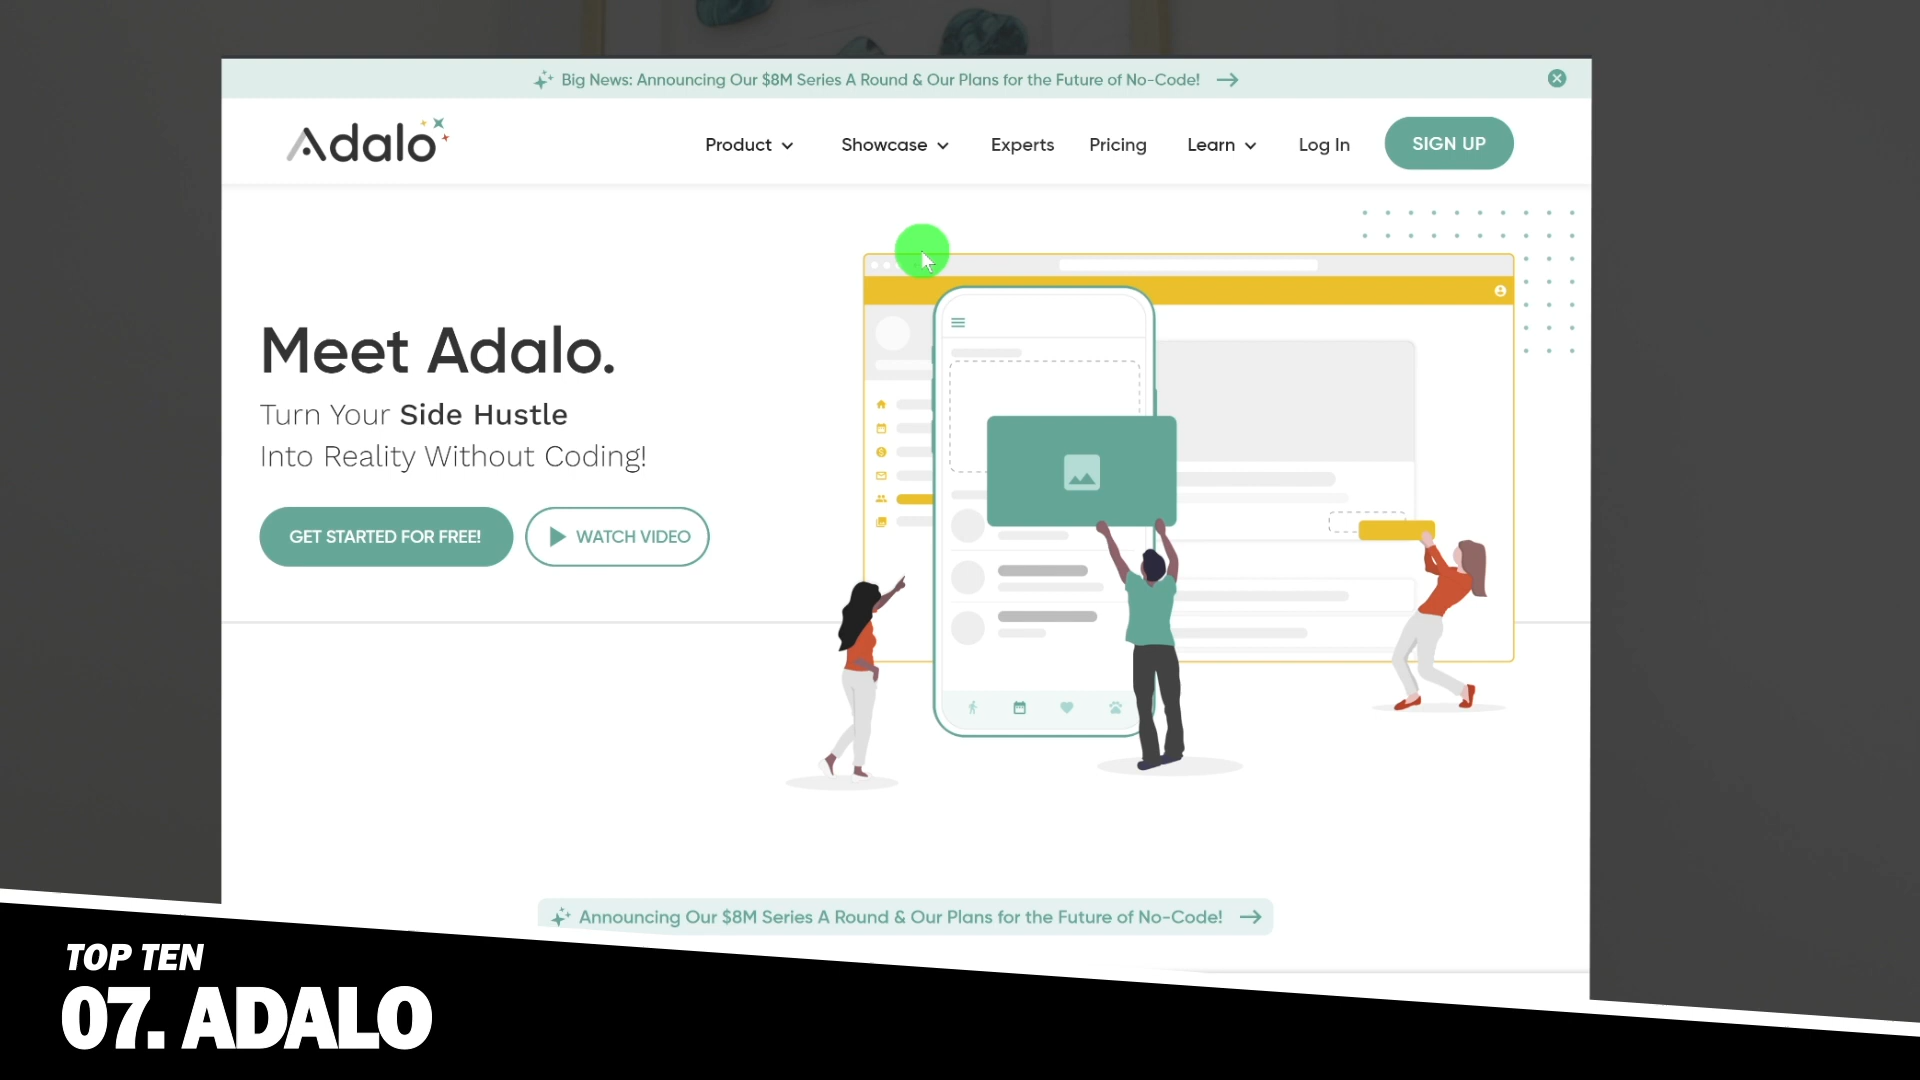 Big News: Announcing Our $8M Series A Round & Our Plans for the Future of No-Code!
Adalo
Product
Showcase
Experts
Pricing
Learn
Log In
SIGN UP
Meet Adalo.
Turn Your Side Hustle
Into Reality Without Coding!
GET STARTED FOR FREE!
WATCH VIDEO
Announcing Our $8M Series A Round & Our Plans for the Future of No-Code!
TOP TEN
07. ADALO